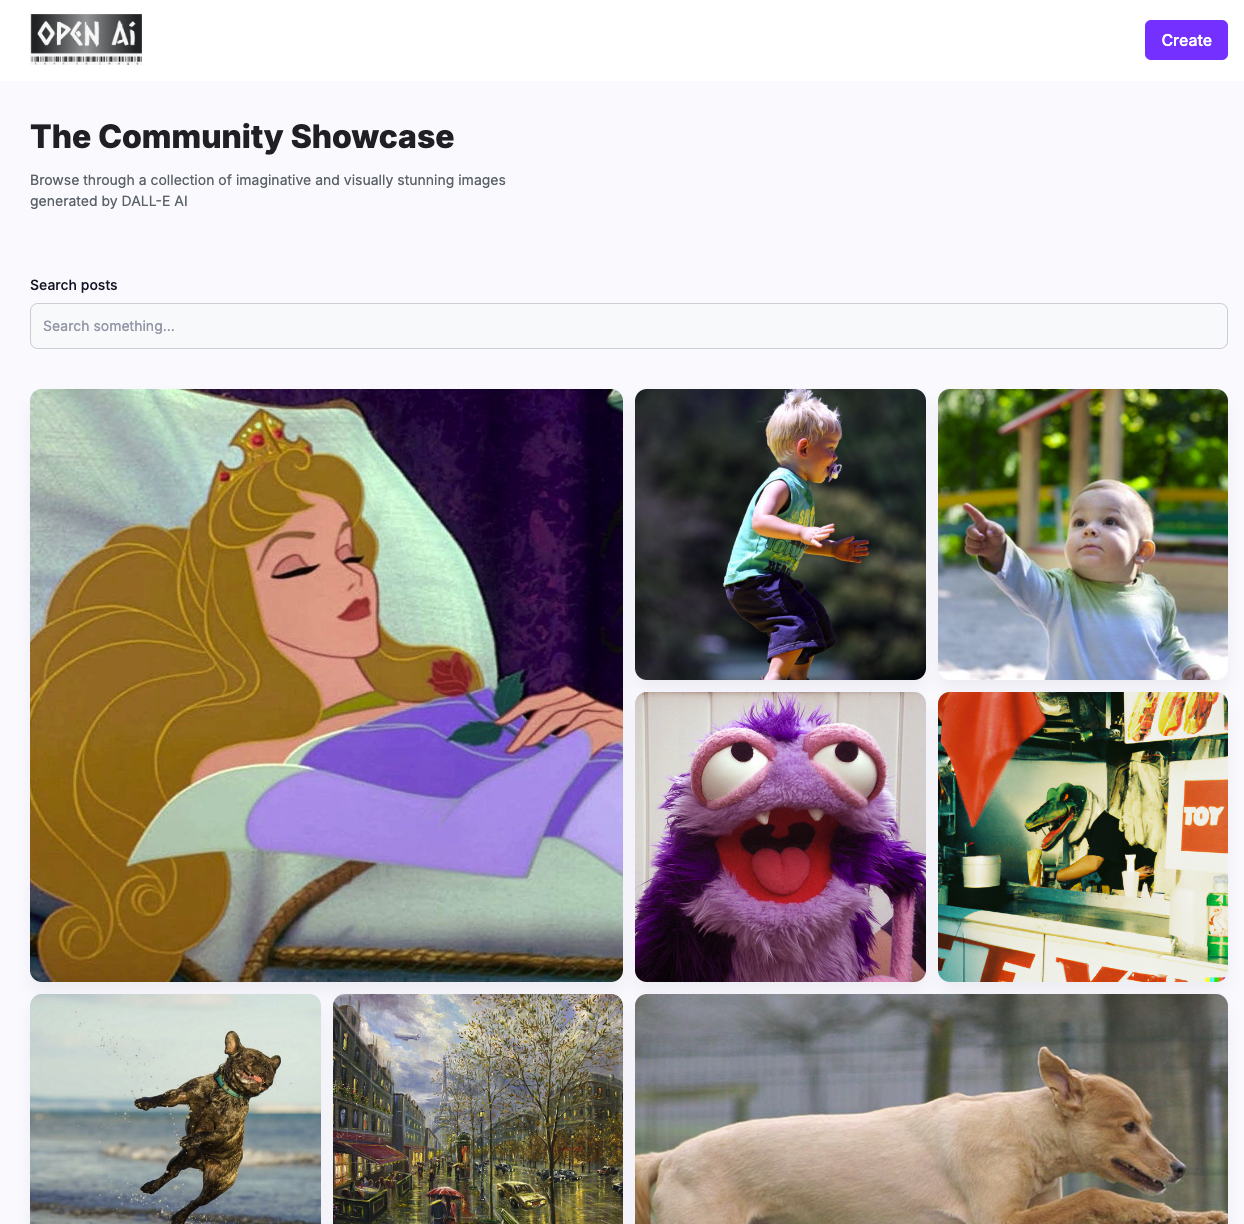 OPEN Ai
Create
The Community Showcase
Browse through a collection of imaginative and visually stunning images
generated by DALL-E AI
Search posts
Search something...
TOY